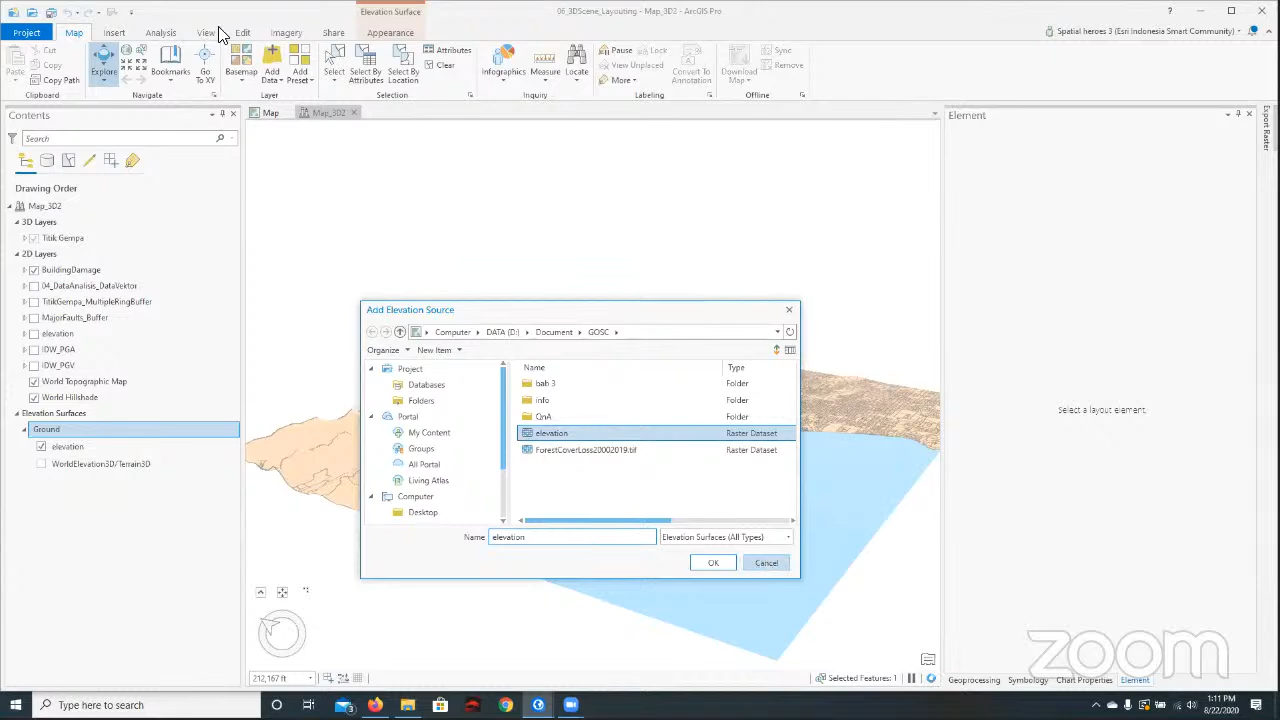 Elevation Surface
06_3DScene_Layouting - Map_3D2 - ArcGIS Pro
Project Map Insert Analysis View Edit Imagery Share Appearance
Spatial heroes 3 (Esri Indonesia Smart Community)
Paste Cut Copy Copy Path
Explore Bookmarks Go To XY
Basemap Add Data Add Preset
Select Select By Attributes Select By Location Attributes Clear
Infographics Measure Locate
Pause Lock View Unplaced More Convert To Annotation
Download Map Sync Remove
Clipboard Navigate Layer Selection Inquiry Labeling Offline
Contents
Search
Drawing Order
Map_3D2
3D Layers
Titik Gempa
2D Layers
BuildingDamage
04_DataAnalisis_DataVektor
TitikGempa_MultipleRingBuffer
MajorFaults_Buffer
elevation
IDW_PGA
IDW_PGV
World Topographic Map
World Hillshade
Elevation Surfaces
Ground
elevation
WorldElevation3D/Terrain3D
Map Map_3D2
Add Elevation Source
Computer DATA (D:) Document GOSC
Organize New Item
Project
Databases
Folders
Portal
My Content
Groups
All Portal
Living Atlas
Computer
Desktop
Name Type
bab 3 Folder
info Folder
QnA Folder
elevation Raster Dataset
ForestCoverLoss20002019.tif Raster Dataset
Name elevation Elevation Surfaces (All Types)
OK Cancel
212,167 ft
Selected Features: 1
Element
Select a layout element.
Export Raster
zoom
Geoprocessing Symbology Chart Properties Element
Type here to search
1:11 PM
8/22/2020